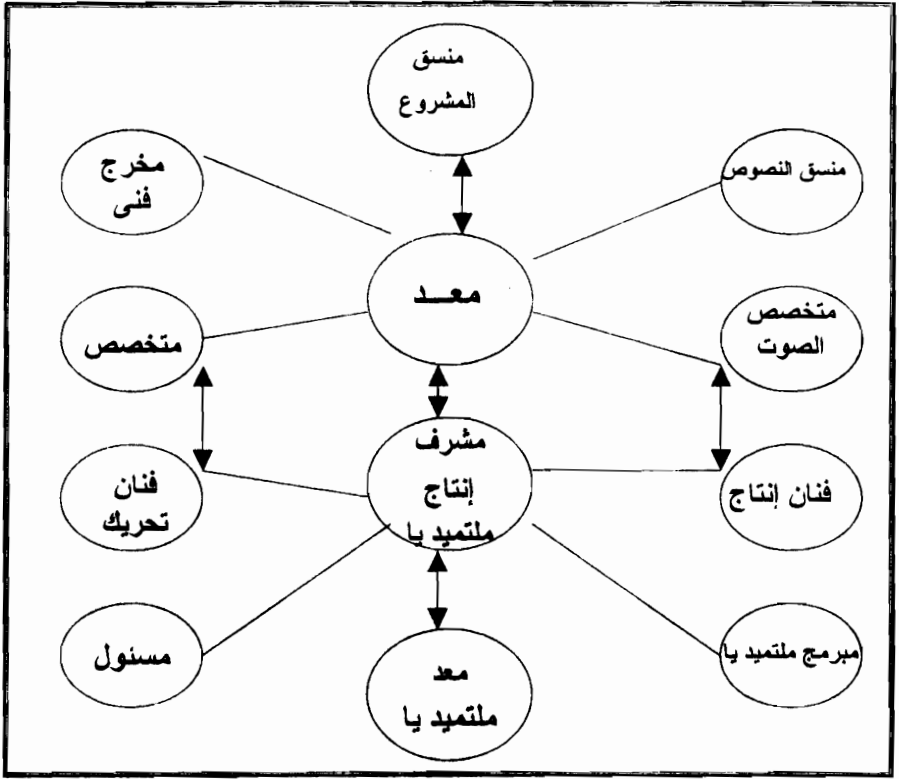 منسق
المشروع
منسق النصوص
مخرج
فنى
معـــد
متخصص
الصوت
متخصص
مشرف
إنتاج
ملتميد يا
فنان إنتاج
فنان
تحريك
مبرمج ملتميد يا
مسئول
معد
ملتميد يا